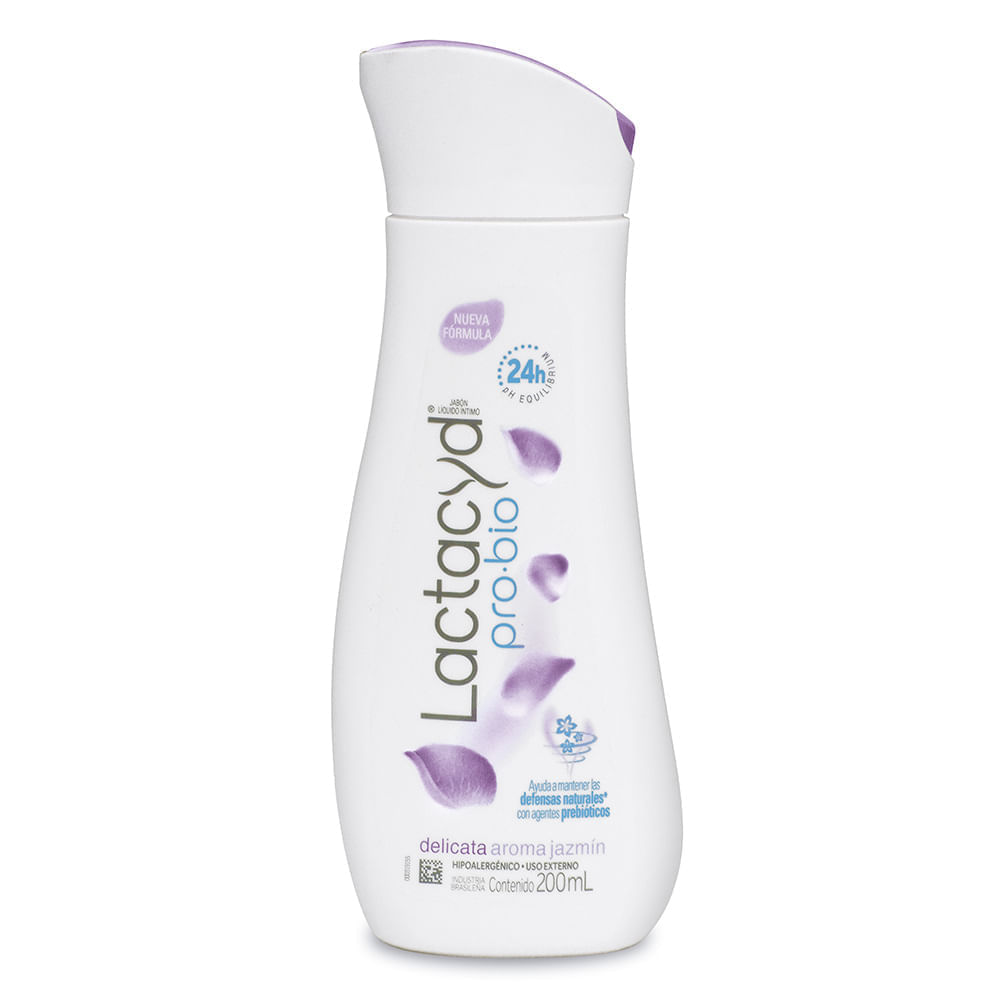 NUEVA
FÓRMULA
24h
pH EQUILIBRIUM
JABÓN
LÍQUIDO ÍNTIMO
Lactacyd®
pro·bio
Ayuda a mantener las
defensas naturales*
con agentes prebióticos
delicata aroma jazmín
HIPOALERGÉNICO • USO EXTERNO
INDUSTRIA
BRASILEÑA
Contenido 200mL